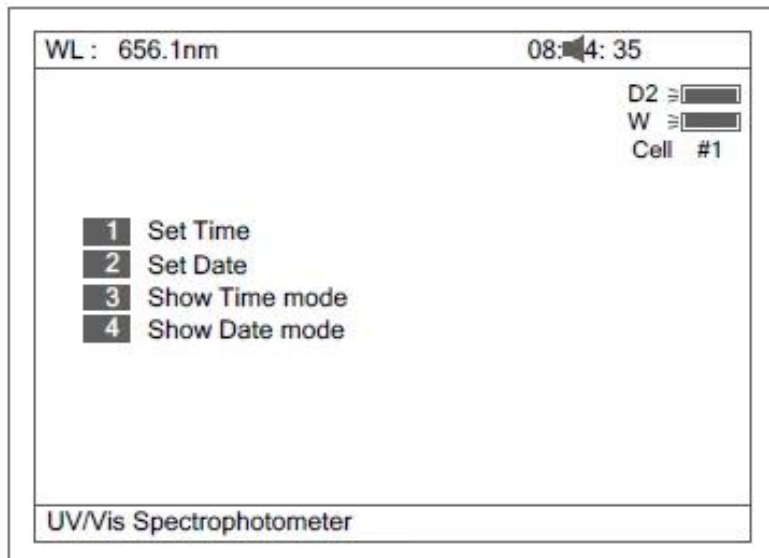 WL : 656.1nm 08: 4: 35
D2
W
Cell #1
1 Set Time
2 Set Date
3 Show Time mode
4 Show Date mode
UV/Vis Spectrophotometer